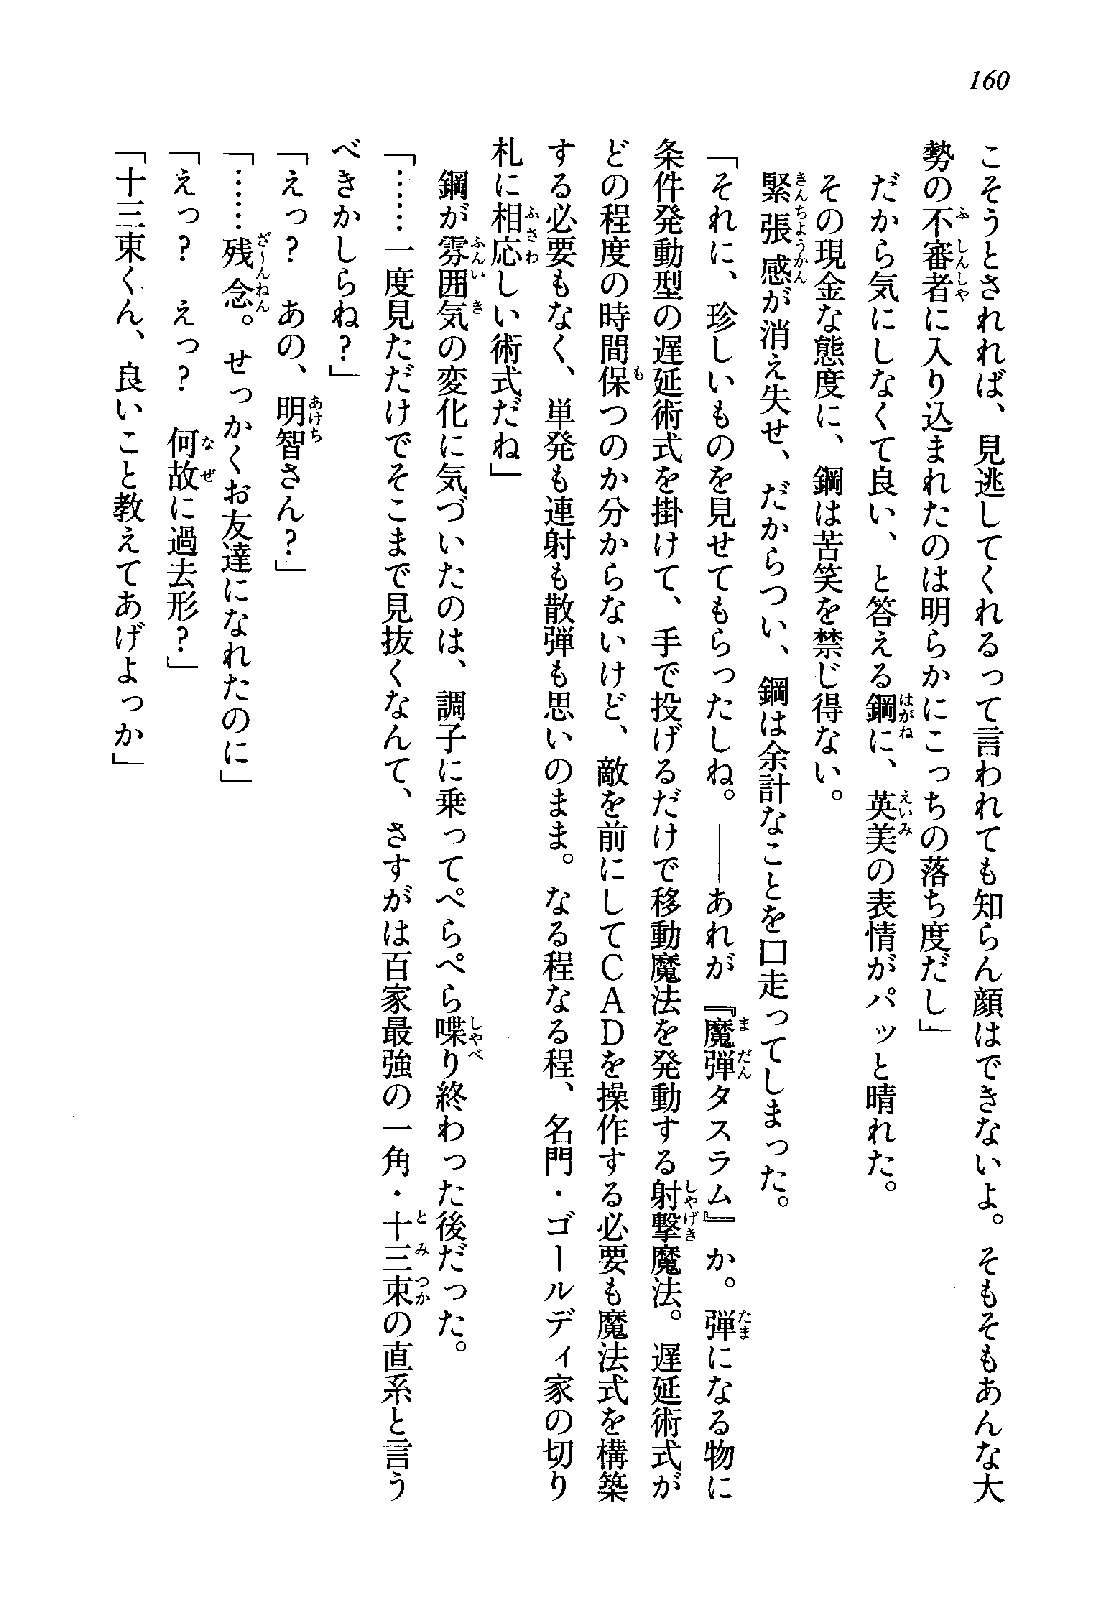 160
こそうとされれば、見逃してくれるって言われても知らん顔はできないよ。そもそもあんな大
勢の不審者に入り込まれたのは明らかにこっちの落ち度だし」
だから気にしなくて良い、と答える鋼に、英美の表情がパッと晴れた。
その現金な態度に、鋼は苦笑を禁じ得ない。
緊張感が消え失せ、だからつい、鋼は余計なことを口走ってしまった。
「それに、珍しいものを見せてもらったしね。――あれが『魔弾タスラム』か。弾になる物に
条件発動型の遅延術式を掛けて、手で投げるだけで移動魔法を発動する射撃魔法。遅延術式が
どの程度の時間保つのか分からないけど、敵を前にしてCADを操作する必要も魔法式を構築
する必要もなく、単発も連射も散弾も思いのまま。なる程なる程、名門・ゴールディ家の切り
札に相応しい術式だね」
鋼が雰囲気の変化に気づいたのは、調子に乗ってぺらぺら喋り終わった後だった。
「……一度見ただけでそこまで見抜くなんて、さすがは百家最強の一角・十三束の直系と言う
べきかしらね？」
「えっ？　あの、明智さん？」
「……残念。せっかくお友達になれたのに」
「えっ？　えっ？　何故に過去形？」
「十三束くん、良いこと教えてあげよっか」